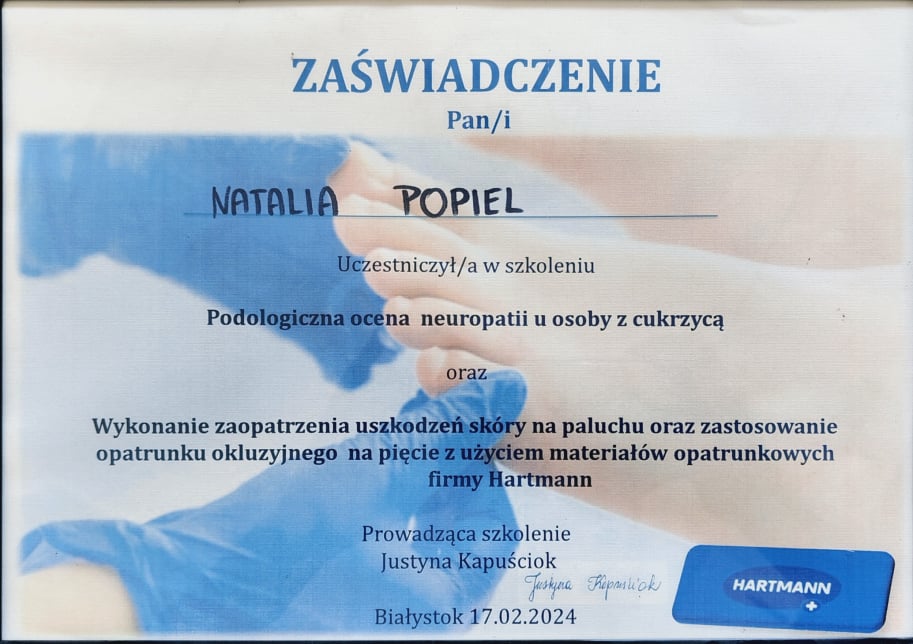 ZAŚWIADCZENIE
Pan/i
NATALIA POPIEL
Uczestniczył/a w szkoleniu
Podologiczna ocena neuropatii u osoby z cukrzycą
oraz
Wykonanie zaopatrzenia uszkodzeń skóry na paluchu oraz zastosowanie
opatrunku okluzyjnego na pięcie z użyciem materiałów opatrunkowych
firmy Hartmann
Prowadząca szkolenie
Justyna Kapuściok
Justyna Kapuściok
HARTMANN
Białystok 17.02.2024